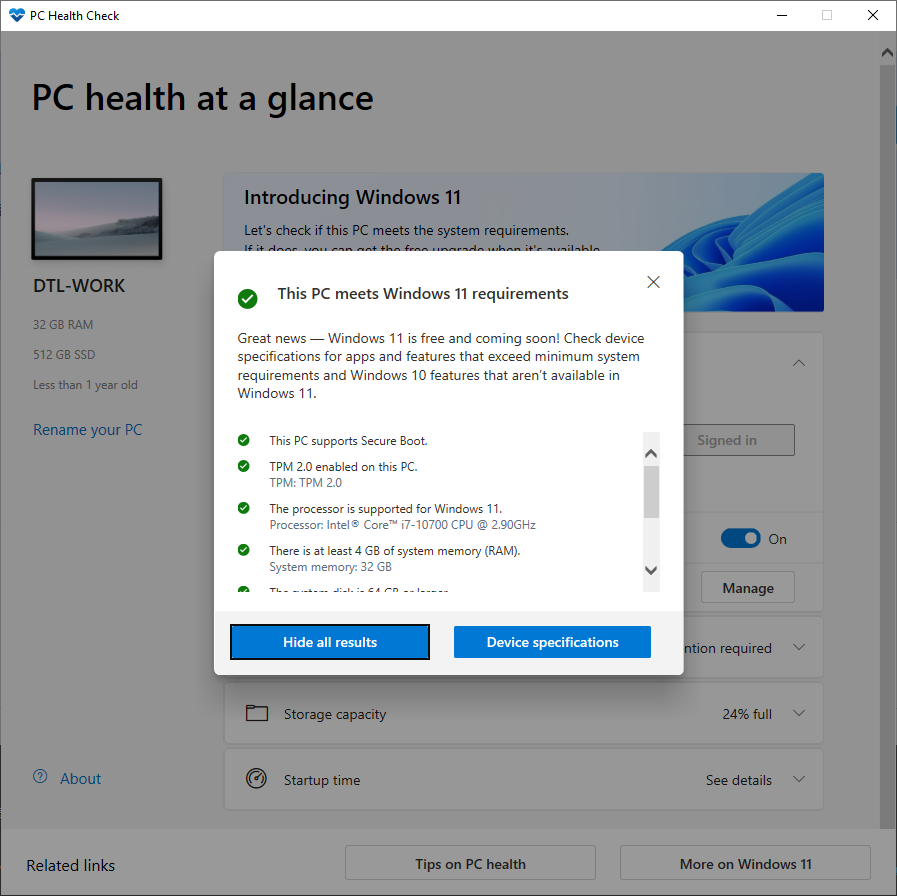 PC Health Check
PC health at a glance
DTL-WORK
32 GB RAM
512 GB SSD
Less than 1 year old
Rename your PC
About
Introducing Windows 11
Let's check if this PC meets the system requirements.
If it does, you can get the free upgrade when it's available.
This PC meets Windows 11 requirements
Great news — Windows 11 is free and coming soon! Check device
specifications for apps and features that exceed minimum system
requirements and Windows 10 features that aren't available in
Windows 11.
This PC supports Secure Boot.
TPM 2.0 enabled on this PC.
TPM: TPM 2.0
The processor is supported for Windows 11.
Processor: Intel® Core™ i7-10700 CPU @ 2.90GHz
There is at least 4 GB of system memory (RAM).
System memory: 32 GB
The system disk is 64 GB or larger.
Hide all results
Device specifications
Signed in
On
Manage
required
Storage capacity
24% full
Startup time
See details
Related links
Tips on PC health
More on Windows 11